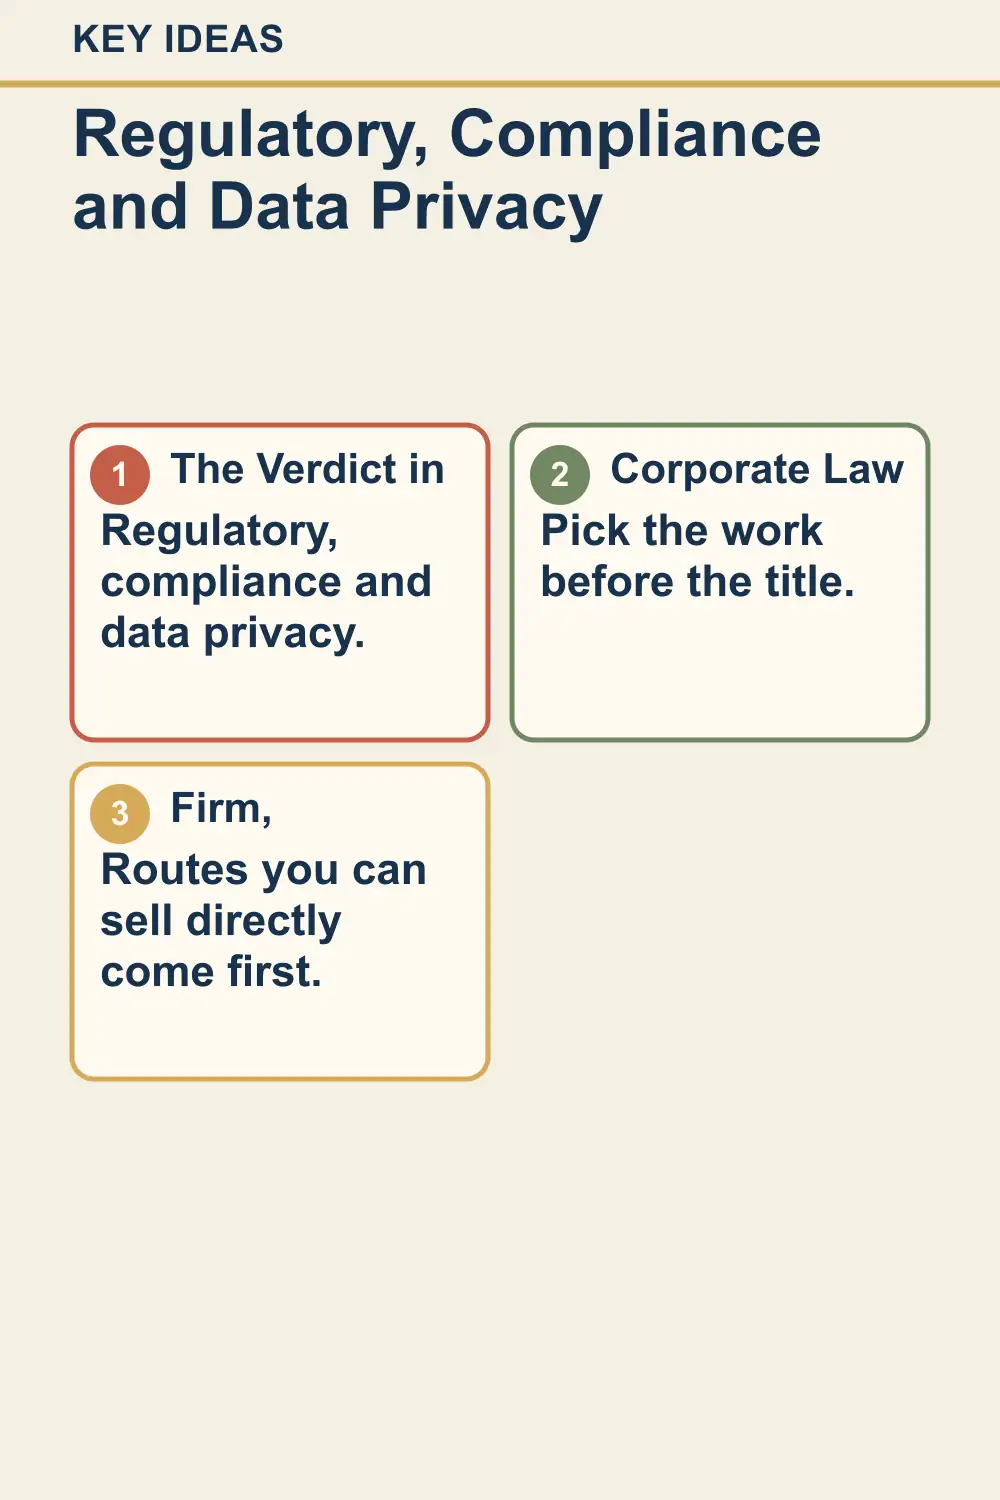 KEY IDEAS
Regulatory, Compliance
and Data Privacy
1 The Verdict in
Regulatory,
compliance and
data privacy.
2 Corporate Law
Pick the work
before the title.
3 Firm,
Routes you can
sell directly
come first.